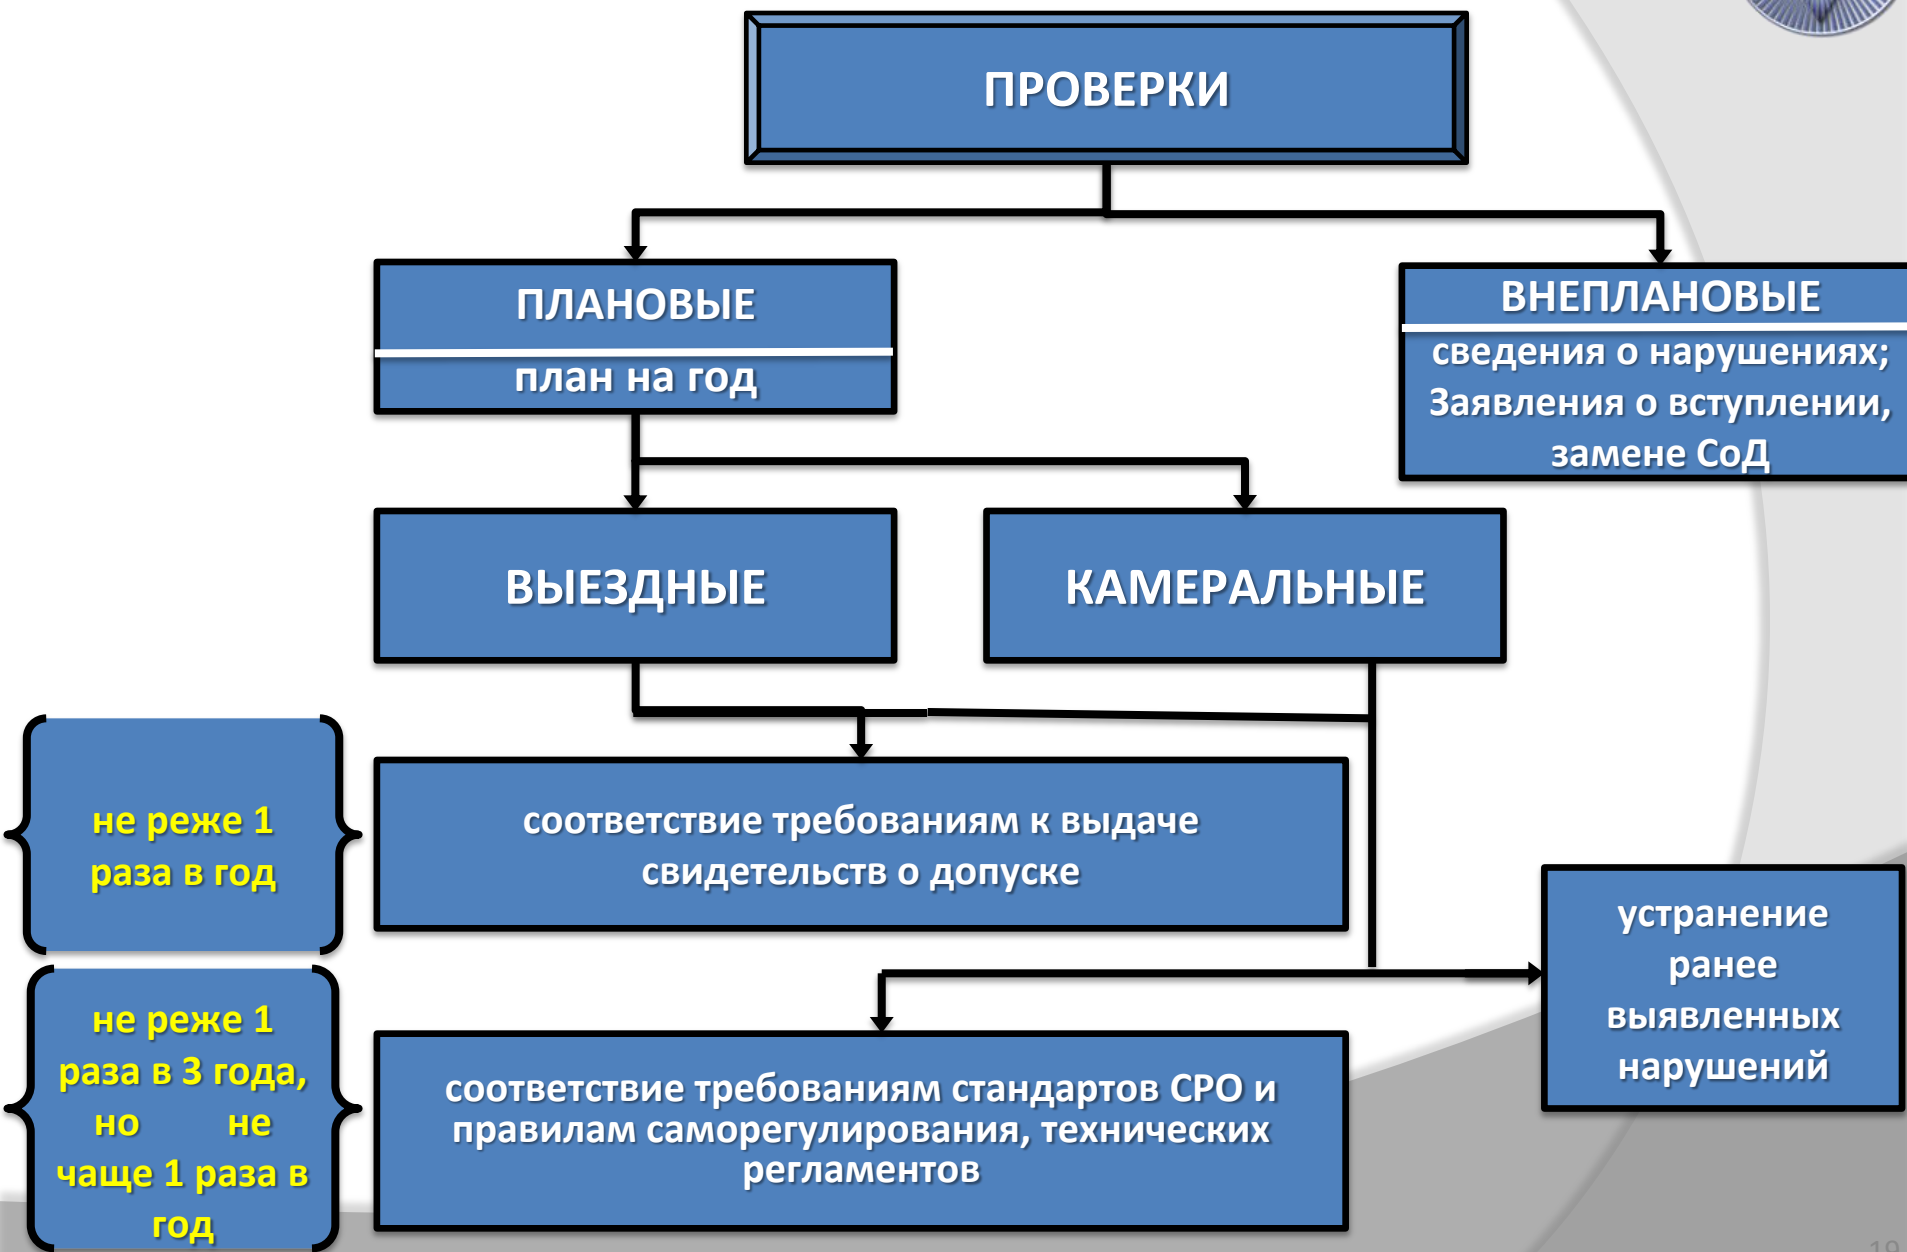 ПРОВЕРКИ
ПЛАНОВЫЕ
план на год
ВНЕПЛАНОВЫЕ
сведения о нарушениях;
Заявления о вступлении,
замене СоД
ВЫЕЗДНЫЕ
КАМЕРАЛЬНЫЕ
не реже 1
раза в год
соответствие требованиям к выдаче
свидетельств о допуске
устранение
ранее
выявленных
нарушений
не реже 1
раза в 3 года,
но не
чаще 1 раза в
год
соответствие требованиям стандартов СРО и
правилам саморегулирования, технических
регламентов
19